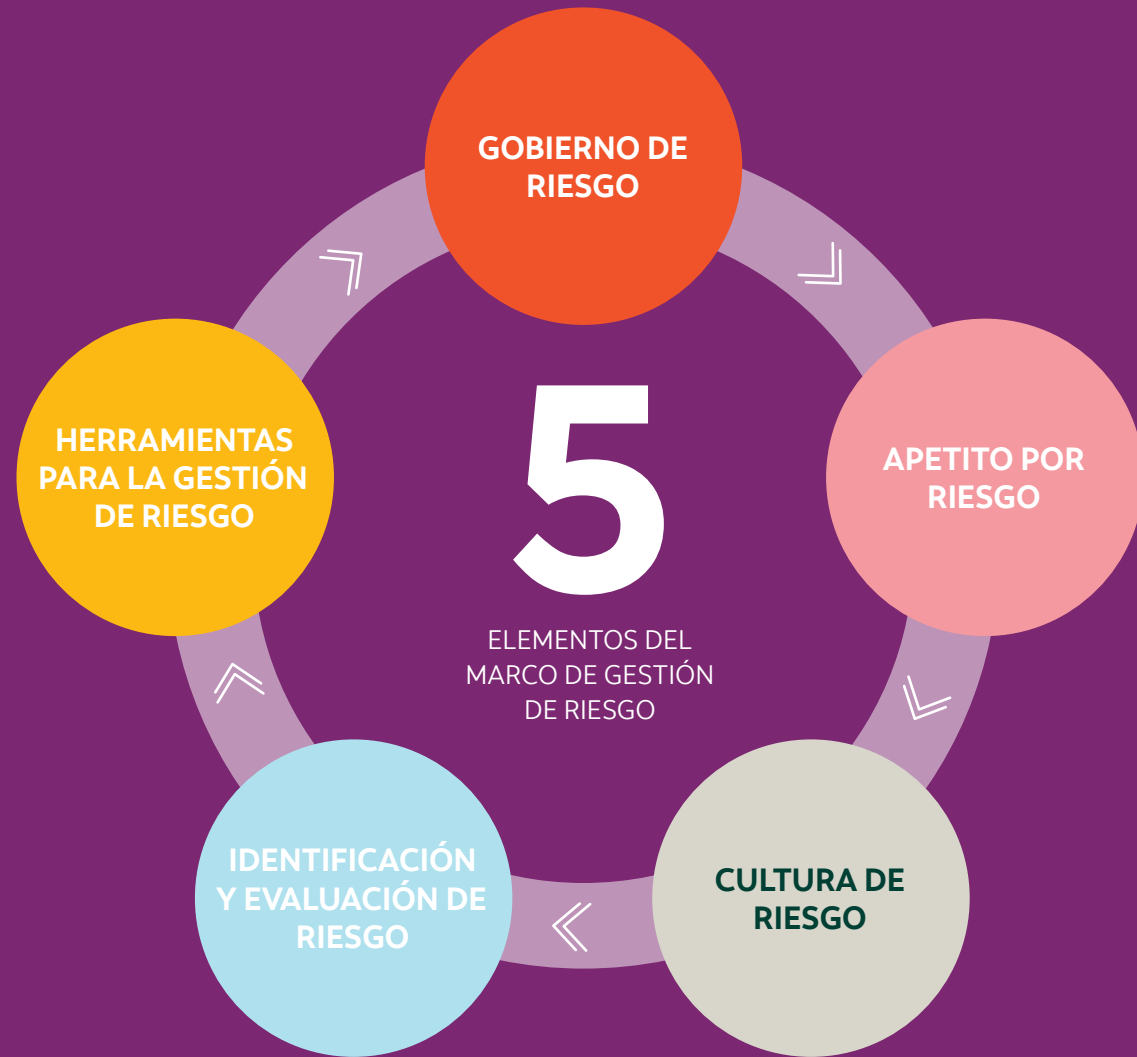 GOBIERNO DE
RIESGO
APETITO POR
RIESGO
CULTURA DE
RIESGO
IDENTIFICACIÓN
Y EVALUACIÓN DE
RIESGO
HERRAMIENTAS
PARA LA GESTIÓN
DE RIESGO
5
ELEMENTOS DEL
MARCO DE GESTIÓN
DE RIESGO